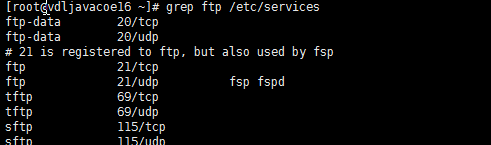 [root@vdljavacoe16 ~]# grep ftp /etc/services
ftp-data 20/tcp
ftp-data 20/udp
# 21 is registered to ftp, but also used by fsp
ftp 21/tcp
ftp 21/udp fsp fspd
tftp 69/tcp
tftp 69/udp
sftp 115/tcp
sftp 115/udp